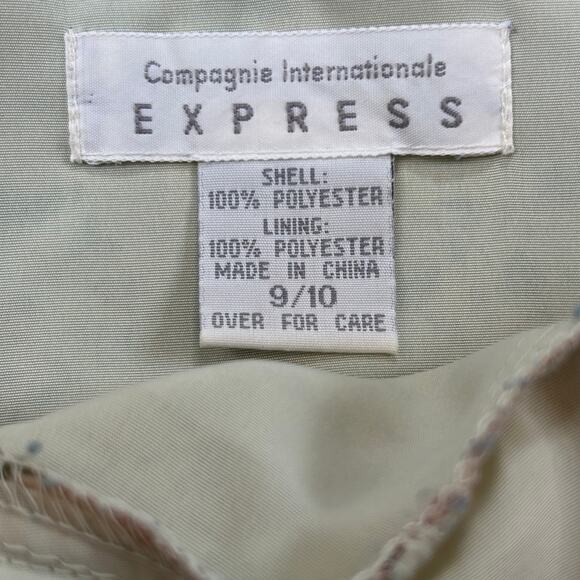 Compagnie Internationale
EXPRESS
SHELL:
100% POLYESTER
LINING:
100% POLYESTER
MADE IN CHINA
9/10
OVER FOR CARE